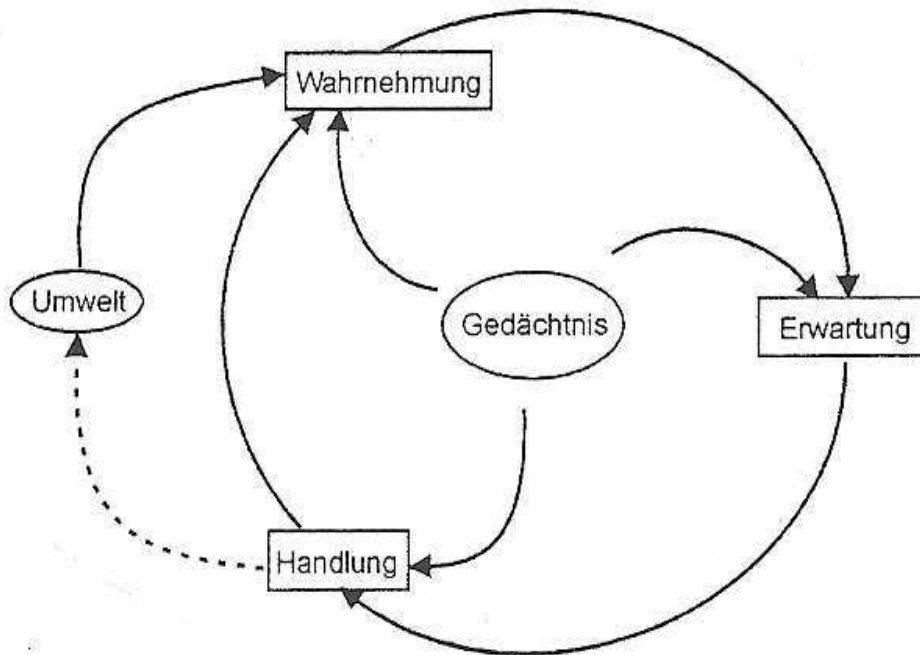 Wahrnehmung
Umwelt
Gedächtnis
Erwartung
Handlung